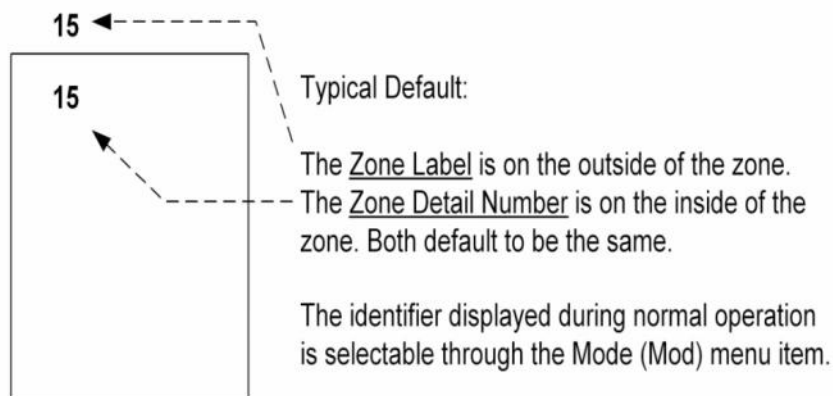 15
15
Typical Default:
The Zone Label is on the outside of the zone.
The Zone Detail Number is on the inside of the
zone. Both default to be the same.
The identifier displayed during normal operation
is selectable through the Mode (Mod) menu item.